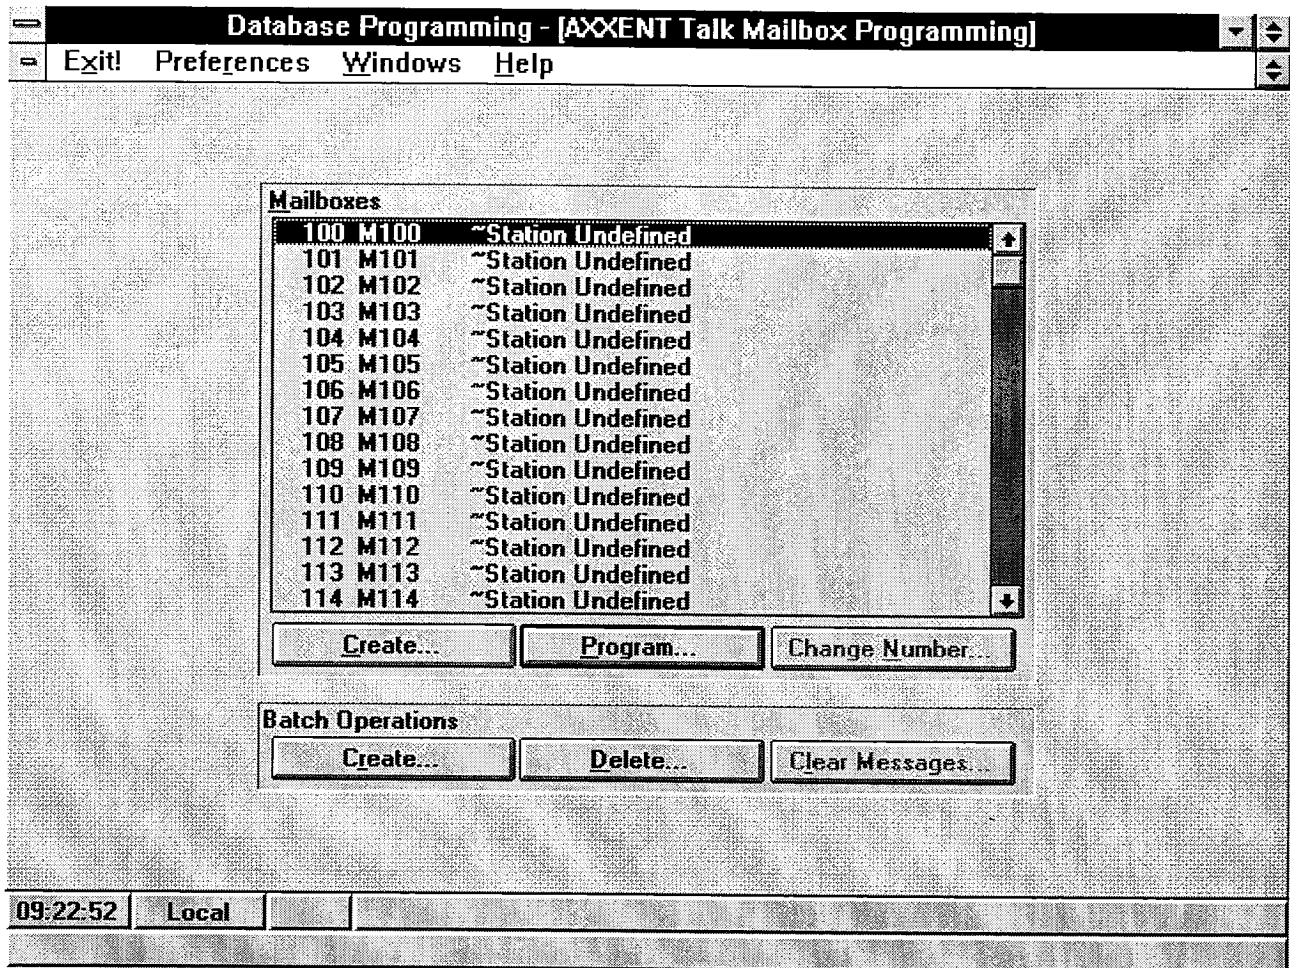 Database Programming - [AXXENT Talk Mailbox Programming]
Exit! Preferences Windows Help
Mailboxes
100 M100 ~Station Undefined
101 M101 ~Station Undefined
102 M102 ~Station Undefined
103 M103 ~Station Undefined
104 M104 ~Station Undefined
105 M105 ~Station Undefined
106 M106 ~Station Undefined
107 M107 ~Station Undefined
108 M108 ~Station Undefined
109 M109 ~Station Undefined
110 M110 ~Station Undefined
111 M111 ~Station Undefined
112 M112 ~Station Undefined
113 M113 ~Station Undefined
114 M114 ~Station Undefined
Create... Program... Change Number...
Batch Operations
Create... Delete... Clear Messages...
09:22:52 Local